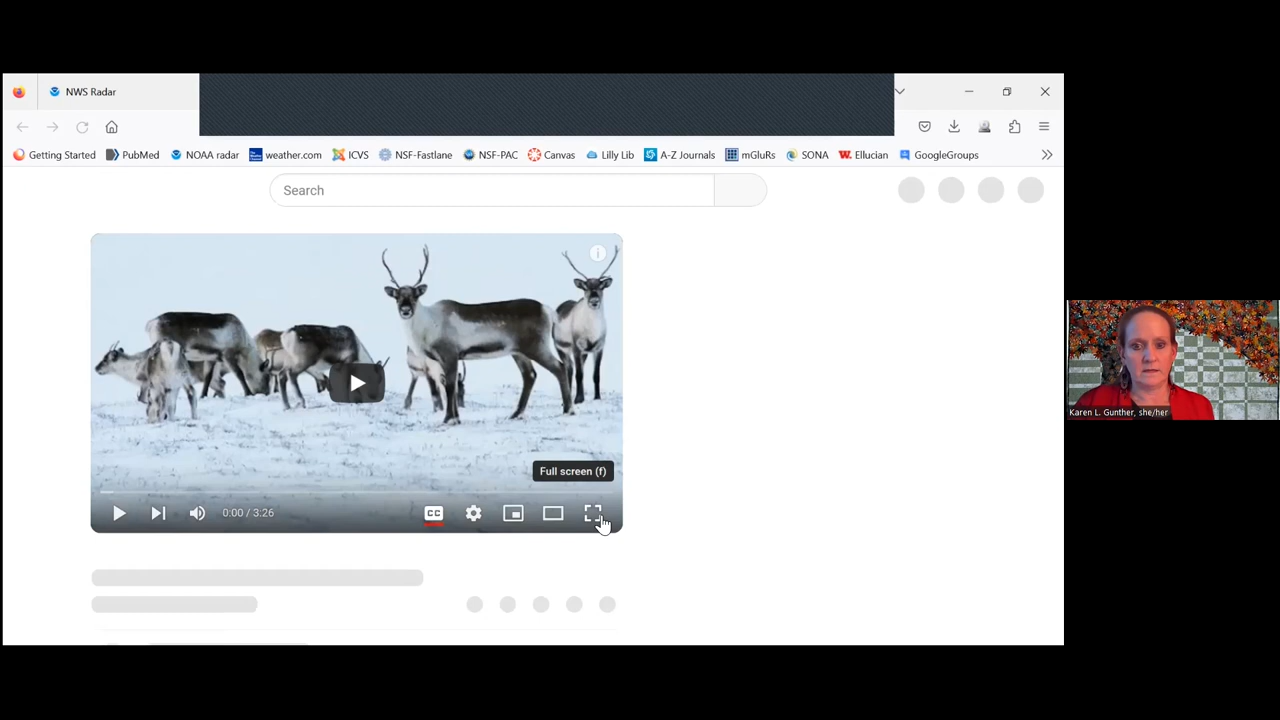 NWS Radar
Getting Started PubMed NOAA radar weather.com ICVS NSF-Fastlane NSF-PAC Canvas Lilly Lib A-Z Journals mGluRs SONA Ellucian GoogleGroups
Search
Full screen (f)
0:00 / 3:26 CC
Karen L. Gunther, she/her